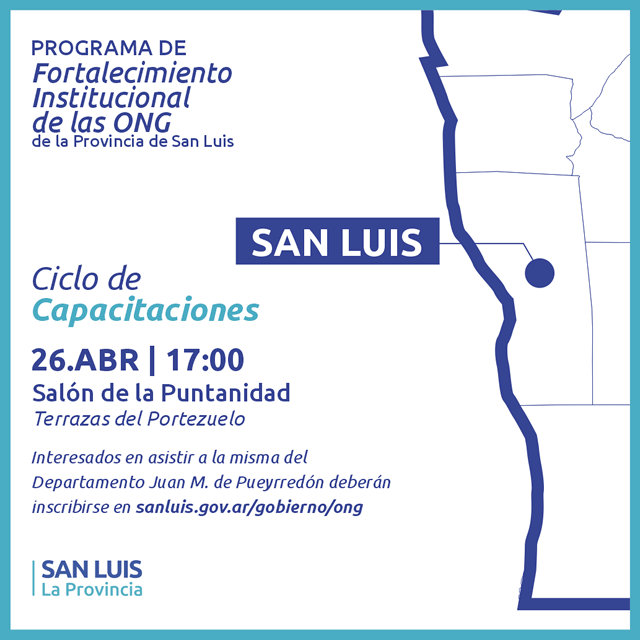 PROGRAMA DE
Fortalecimiento
Institucional
de las ONG
de la Provincia de San Luis
SAN LUIS
Ciclo de
Capacitaciones
26.ABR | 17:00
Salón de la Puntanidad
Terrazas del Portezuelo
Interesados en asistir a la misma del
Departamento Juan M. de Pueyrredón deberán
inscribirse en sanluis.gov.ar/gobierno/ong
SAN LUIS
La Provincia